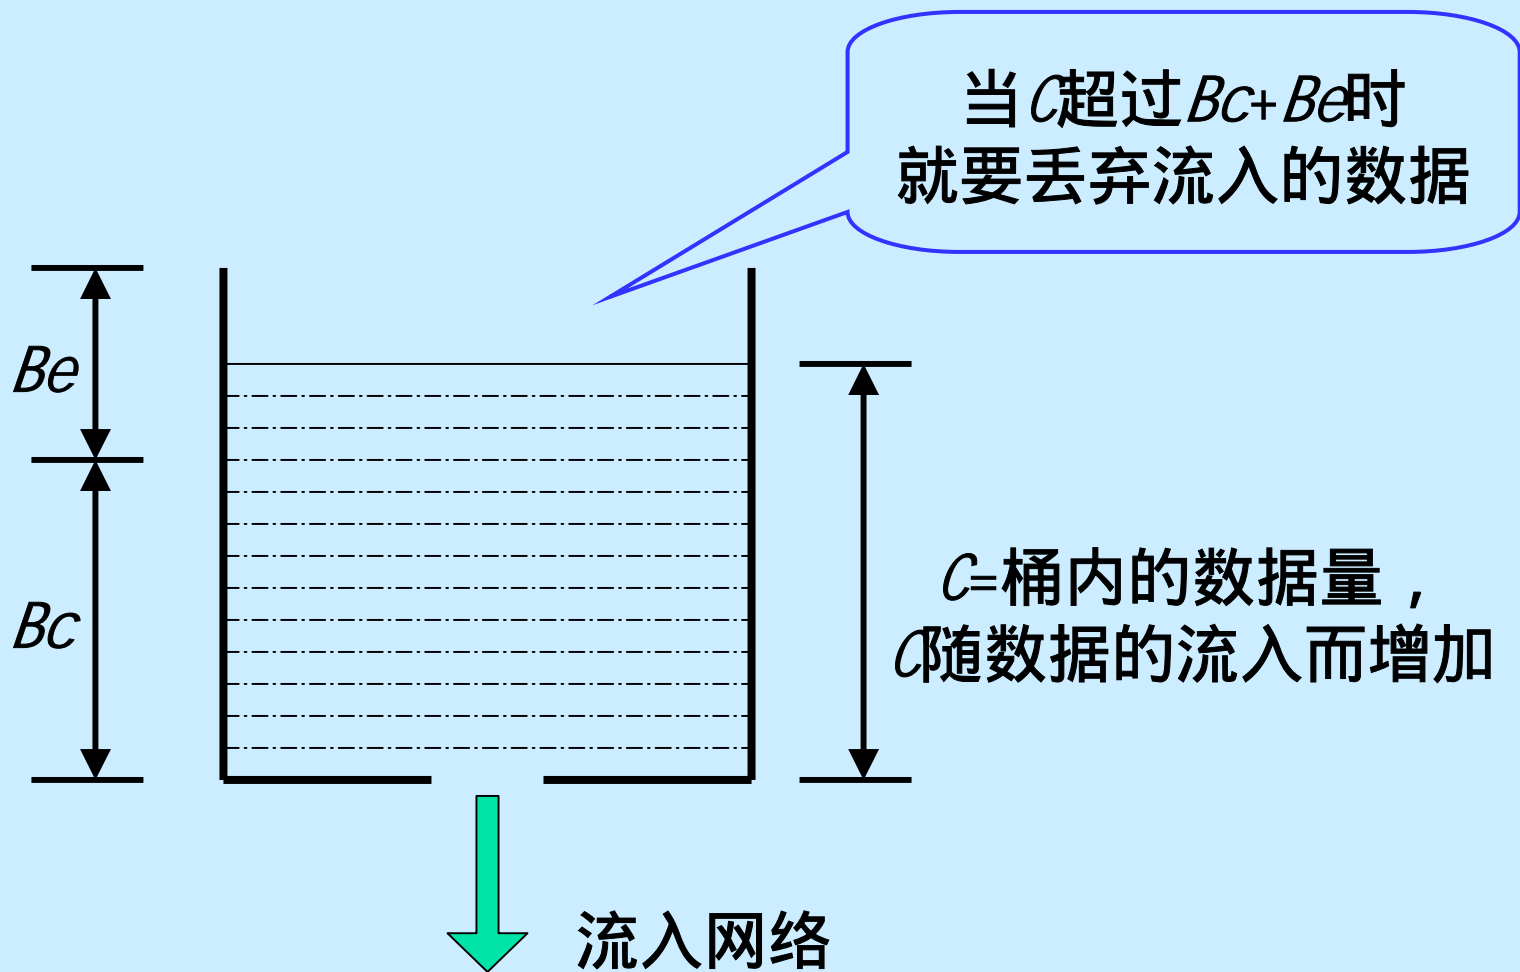 当C超过Bc+Be时
就要丢弃流入的数据
Be
Bc
C=桶内的数据量，
C随数据的流入而增加
流入网络